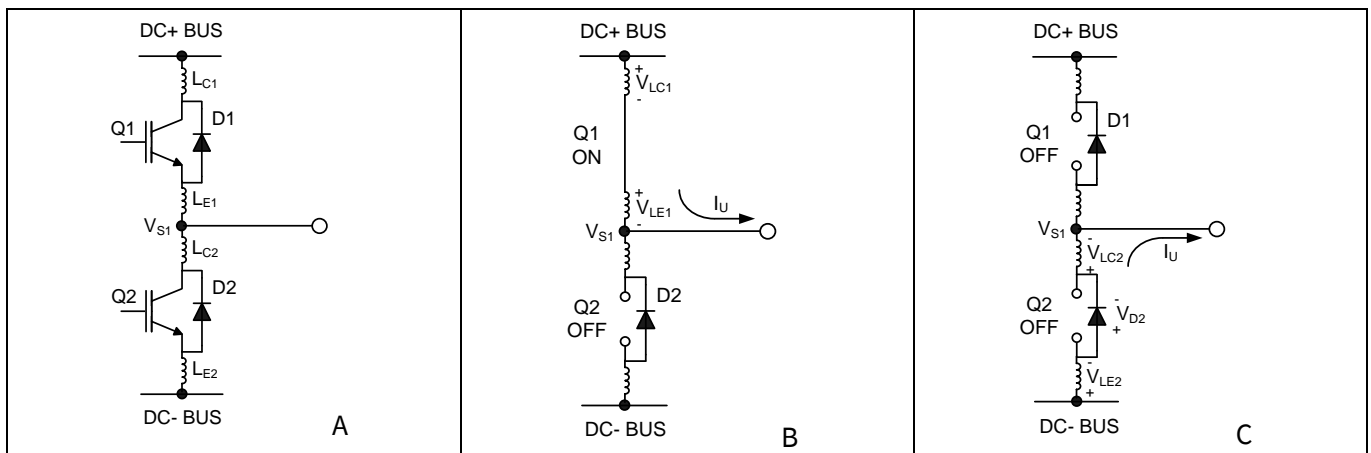 DC+ BUS
LC1
Q1
D1
LE1
VS1
LC2
Q2
D2
LE2
DC- BUS
A
DC+ BUS
+
VLC1
-
Q1
ON
+
VLE1
-
IU
VS1
Q2
OFF
D2
DC- BUS
B
DC+ BUS
Q1
OFF
D1
VS1
-
VLC2
+
IU
Q2
OFF
-
VD2
+
-
VLE2
+
DC- BUS
C